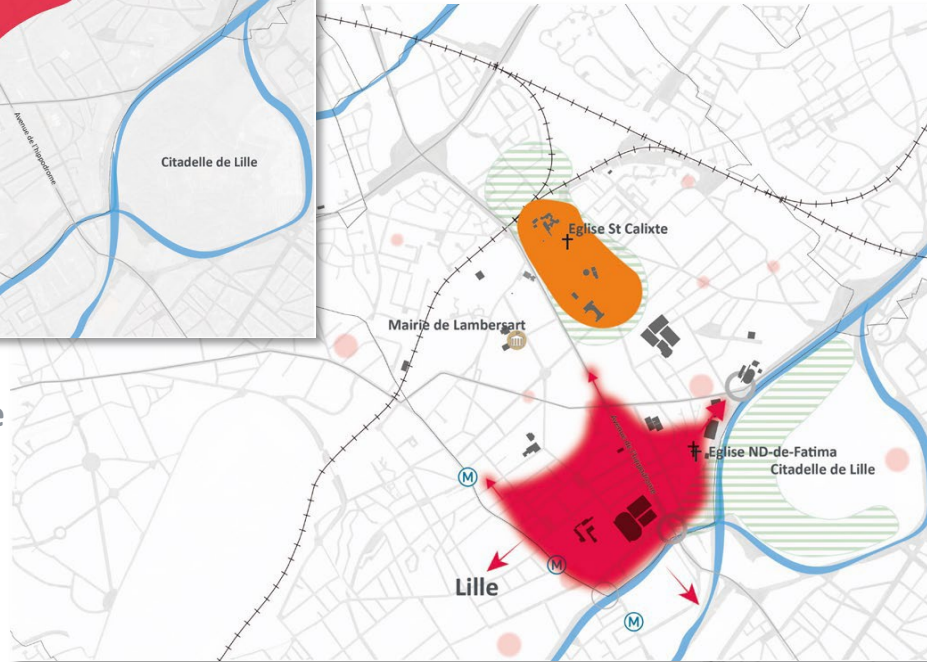 Avenue de l'hippodrome
Citadelle de Lille
Eglise St Calixte
Mairie de Lambersart
e
Eglise ND-de-Fatima
Citadelle de Lille
M
M
Lille
M